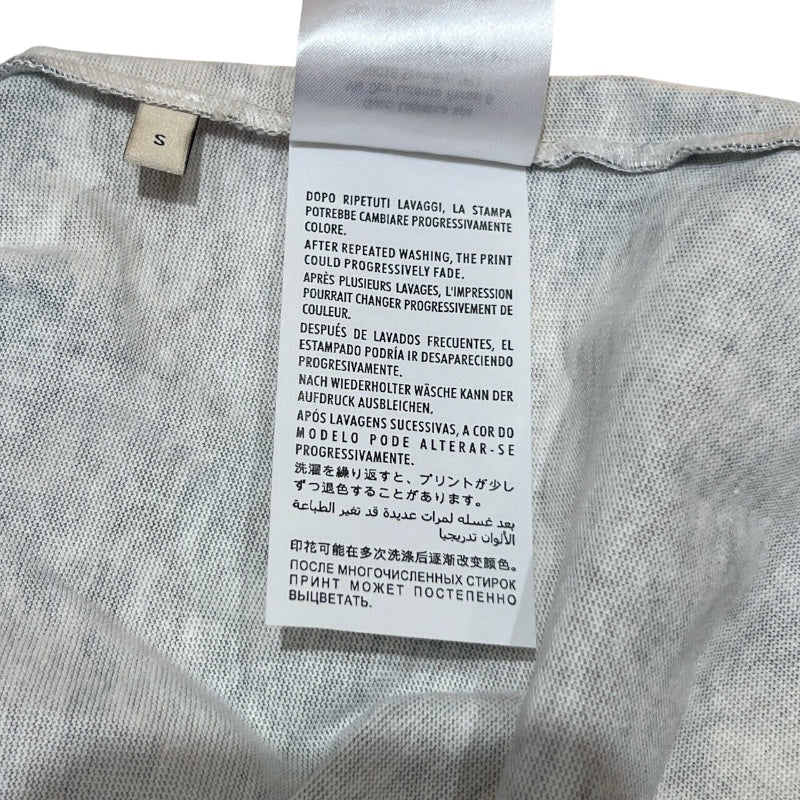 S
DOPO RIPETUTI LAVAGGI, LA STAMPA
POTREBBE CAMBIARE PROGRESSIVAMENTE
COLORE.
AFTER REPEATED WASHING, THE PRINT
COULD PROGRESSIVELY FADE.
APRÈS PLUSIEURS LAVAGES, L'IMPRESSION
POURRAIT CHANGER PROGRESSIVEMENT DE
COULEUR.
DESPUÉS DE LAVADOS FRECUENTES, EL
ESTAMPADO PODRÍA IR DESAPARECIENDO
PROGRESIVAMENTE.
NACH WIEDERHOLTER WÄSCHE KANN DER
AUFDRUCK AUSBLEICHEN.
APÓS LAVAGENS SUCESSIVAS, A COR DO
MODELO PODE ALTERAR-SE
PROGRESSIVAMENTE.
洗濯を繰り返すと、プリントが少し
ずつ退色することがあります。
بعد غسله لمرات عديدة قد تغير الطباعة
الألوان تدريجيا
印花可能在多次洗涤后逐渐改变颜色。
ПОСЛЕ МНОГОЧИСЛЕННЫХ СТИРОК
ПРИНТ МОЖЕТ ПОСТЕПЕННО
ВЫЦВЕТАТЬ.